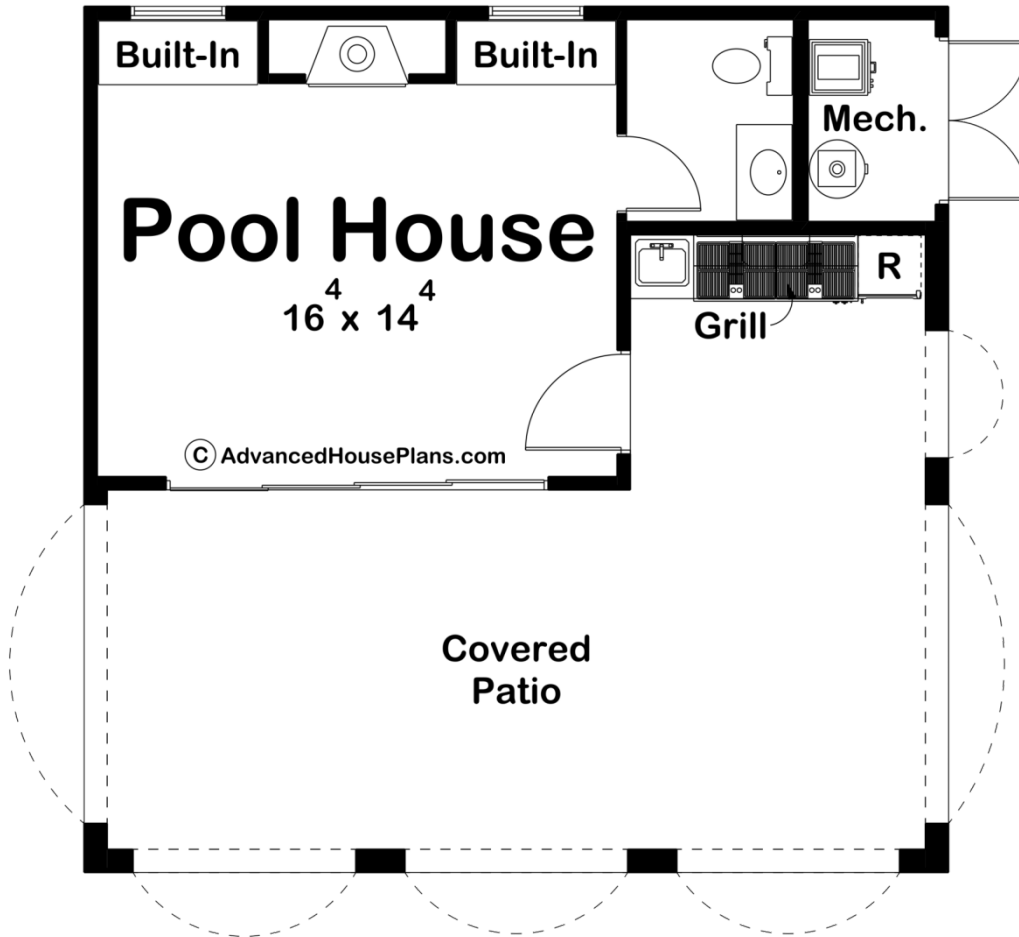 Built-In
Built-In
Mech.
Pool House
16⁴ x 14⁴
R
Grill
© AdvancedHousePlans.com
Covered
Patio